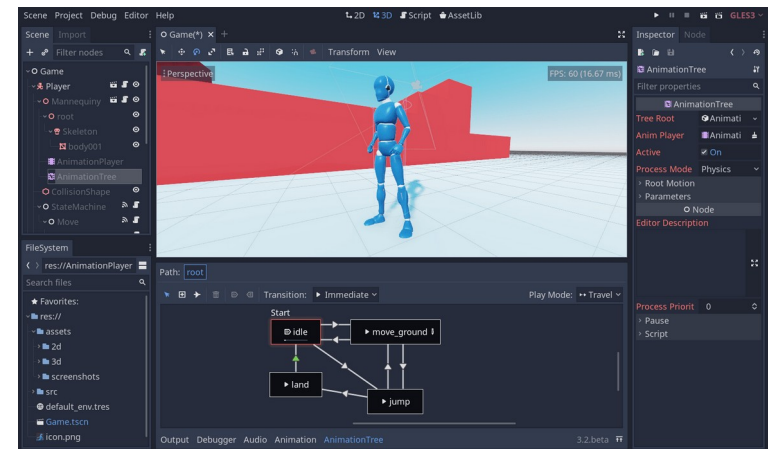 Scene Project Debug Editor Help
2D 3D Script AssetLib
GLES3
Scene Import
Filter nodes
Game
Player
Mannequiny
root
Skeleton
body001
AnimationPlayer
AnimationTree
CollisionShape
StateMachine
Move
FileSystem
res://AnimationPlayer
Search files
Favorites:
res://
assets
2d
3d
screenshots
src
default_env.tres
Game.tscn
icon.png
Game(*)
Transform View
Perspective
FPS: 60 (16.67 ms)
Path: root
Transition: Immediate
Play Mode: Travel
Start
idle
move_ground
land
jump
Output Debugger Audio Animation AnimationTree
3.2.beta
Inspector Node
AnimationTree
Filter properties
AnimationTree
Tree Root Animati
Anim Player Animati
Active On
Process Mode Physics
Root Motion
Parameters
Node
Editor Description
Process Priorit 0
Pause
Script